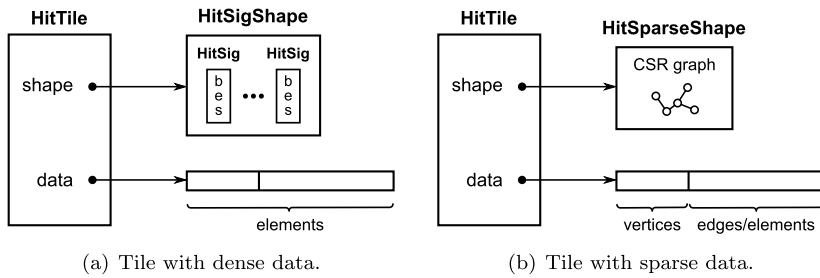 HitTile
HitSigShape
HitSig HitSig
shape
b e s
b e s
data
elements
(a) Tile with dense data.
HitTile
HitSparseShape
CSR graph
shape
data
vertices edges/elements
(b) Tile with sparse data.